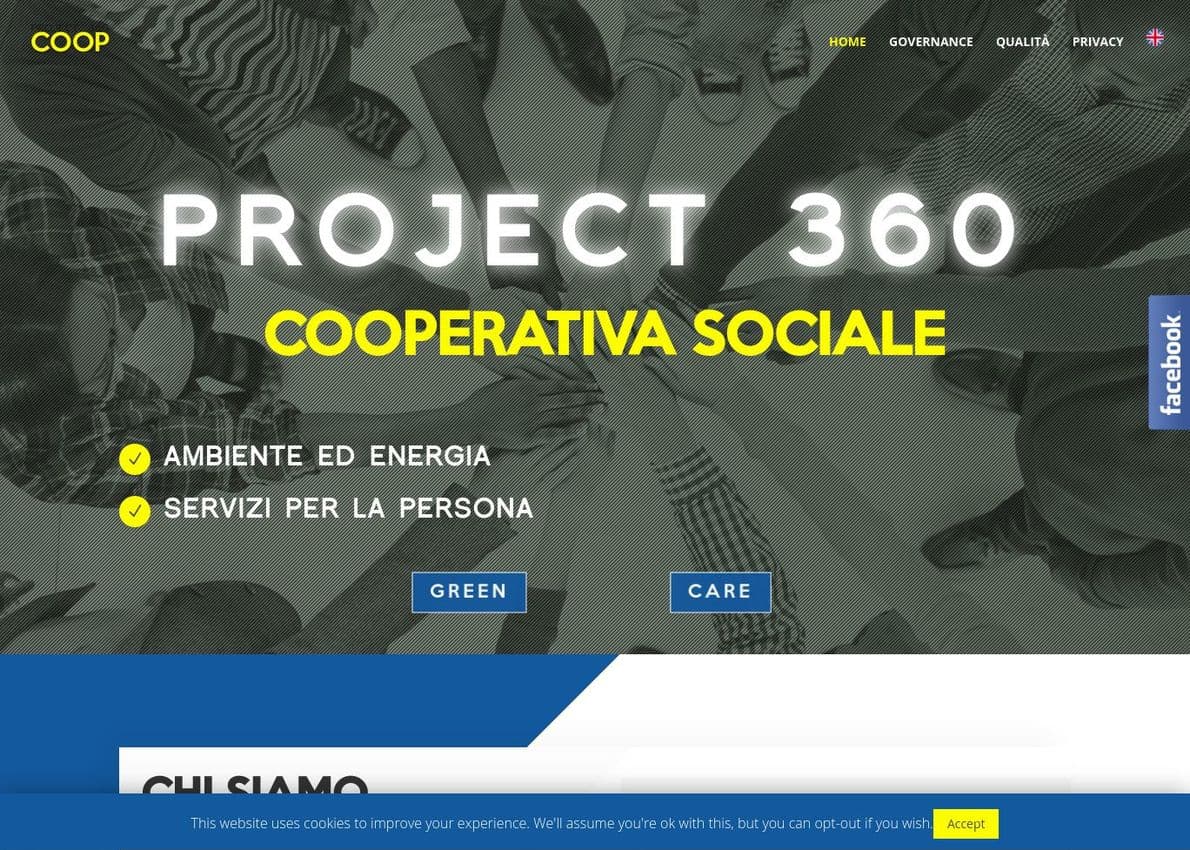 COOP
HOME GOVERNANCE QUALITÀ PRIVACY
PROJECT 360
COOPERATIVA SOCIALE
facebook
AMBIENTE ED ENERGIA
SERVIZI PER LA PERSONA
GREEN CARE
CHI SIAMO
This website uses cookies to improve your experience. We'll assume you're ok with this, but you can opt-out if you wish. Accept